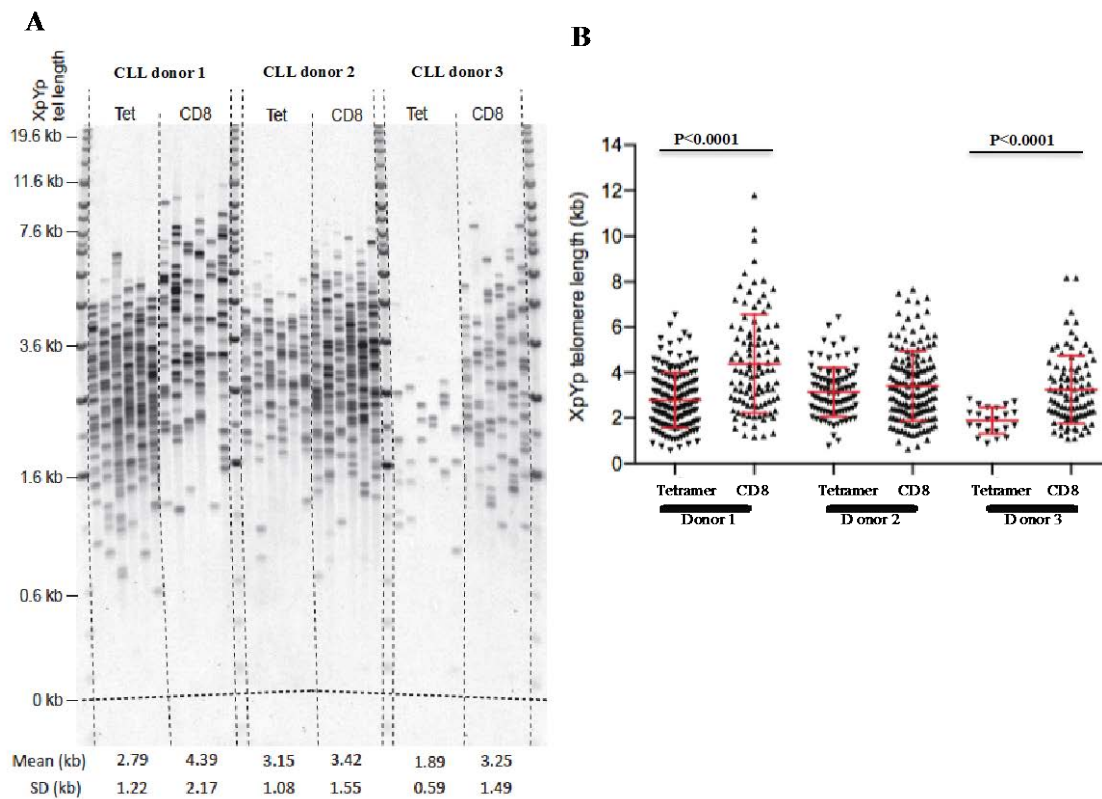 A
XpYp
tel length
CLL donor 1 CLL donor 2 CLL donor 3
Tet CD8 Tet CD8 Tet CD8
19.6 kb
11.6 kb
7.6 kb
3.6 kb
1.6 kb
0.6 kb
0 kb
Mean (kb) 2.79 4.39 3.15 3.42 1.89 3.25
SD (kb) 1.22 2.17 1.08 1.55 0.59 1.49
B
P<0.0001 P<0.0001
XpYp telomere length (kb)
14
12
10
8
6
4
2
0
Tetramer CD8 Tetramer CD8 Tetramer CD8
Donor 1 Donor 2 Donor 3